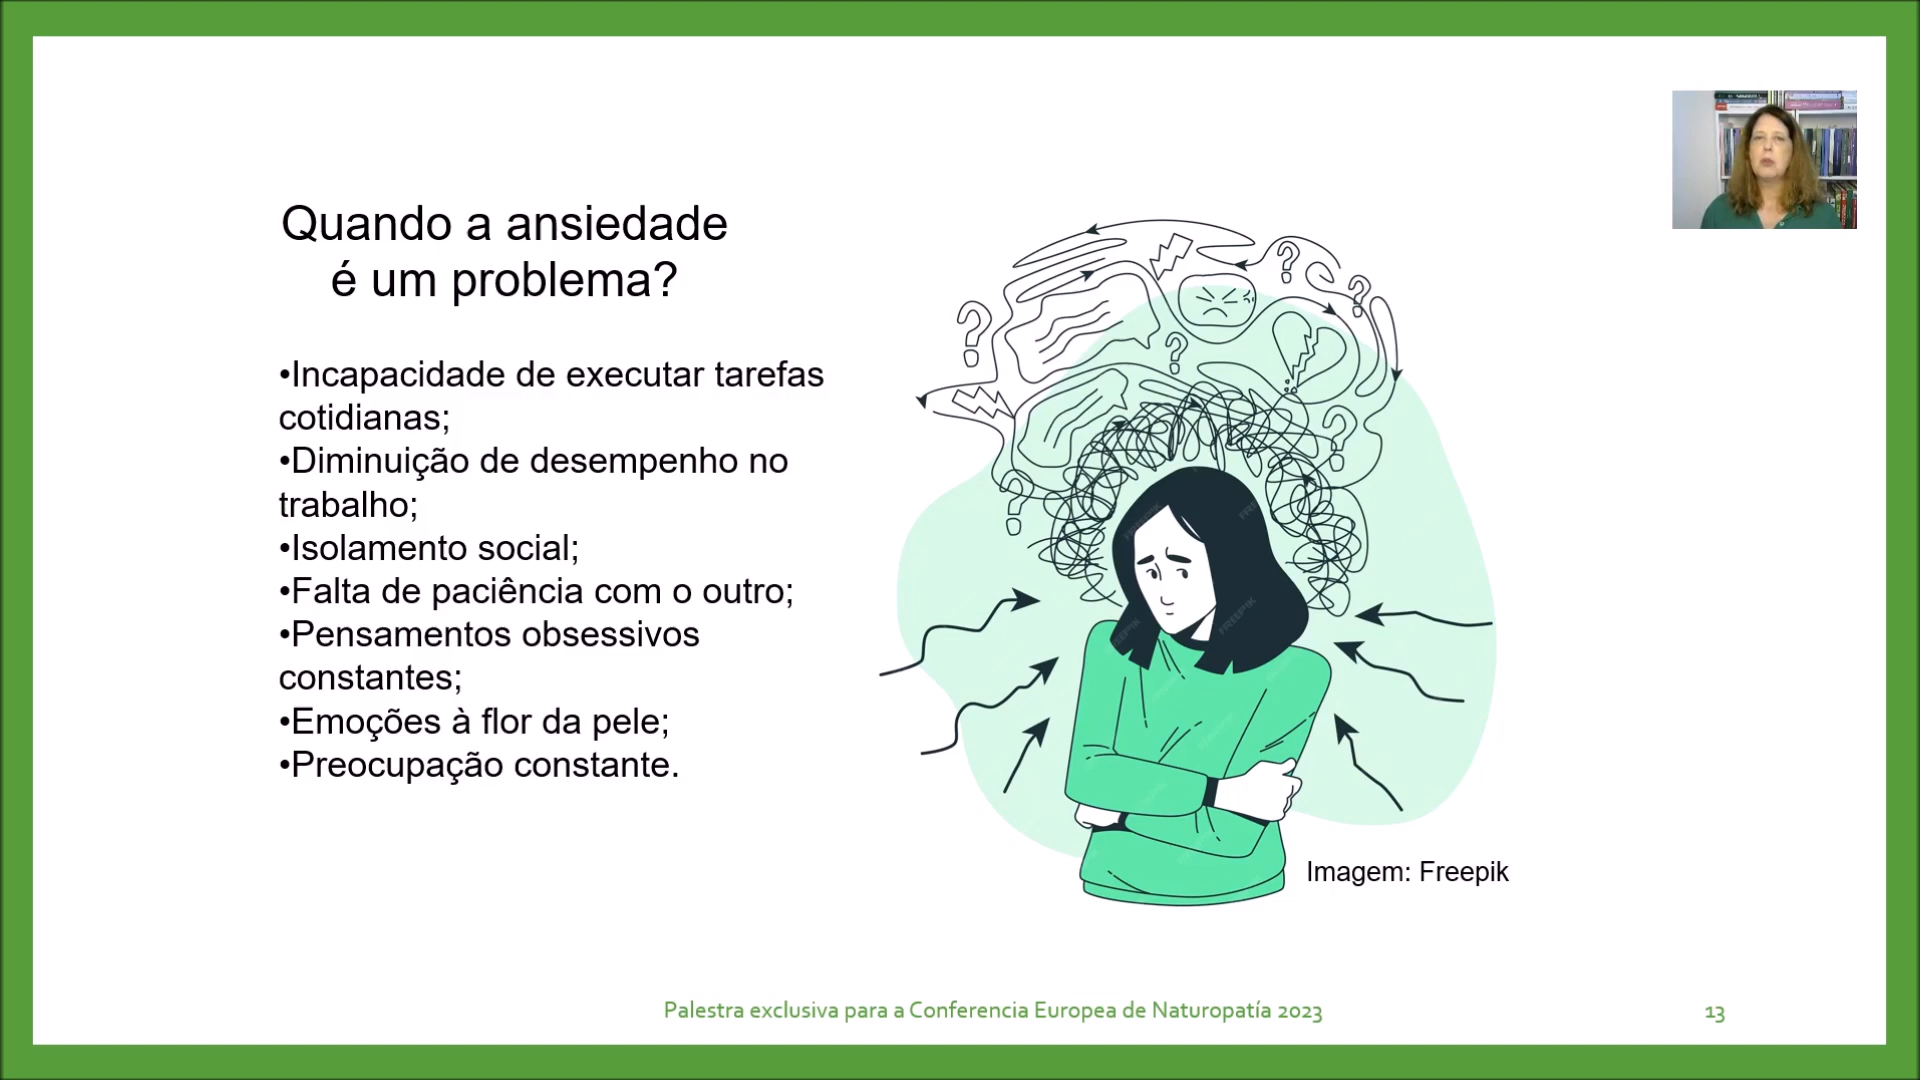 Quando a ansiedade
é um problema?
•Incapacidade de executar tarefas
cotidianas;
•Diminuição de desempenho no
trabalho;
•Isolamento social;
•Falta de paciência com o outro;
•Pensamentos obsessivos
constantes;
•Emoções à flor da pele;
•Preocupação constante.
Imagem: Freepik
Palestra exclusiva para a Conferencia Europea de Naturopatía 2023
13